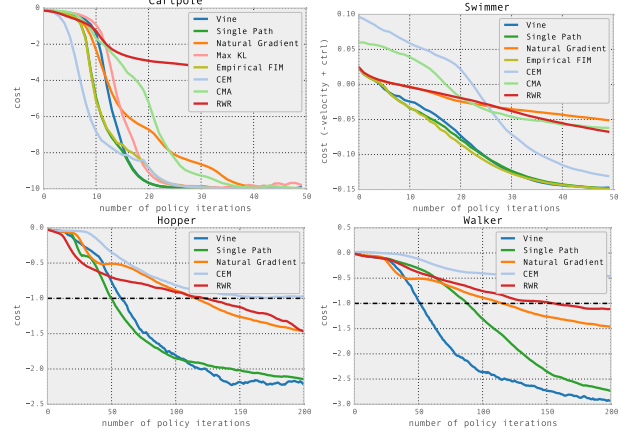 Cartpole
0
−2
−4
−6
−8
−10
cost
0 10 20 30 40 50
number of policy iterations
Vine
Single Path
Natural Gradient
Max KL
Empirical FIM
CEM
CMA
RWR
Swimmer
0.10
0.05
0.00
−0.05
−0.10
−0.15
cost (-velocity + ctrl)
0 10 20 30 40 50
number of policy iterations
Vine
Single Path
Natural Gradient
Empirical FIM
CEM
CMA
RWR
Hopper
0.0
−0.5
−1.0
−1.5
−2.0
−2.5
cost
0 50 100 150 200
number of policy iterations
Vine
Single Path
Natural Gradient
CEM
RWR
Walker
0.5
0.0
−0.5
−1.0
−1.5
−2.0
−2.5
−3.0
cost
0 50 100 150 200
number of policy iterations
Vine
Single Path
Natural Gradient
CEM
RWR